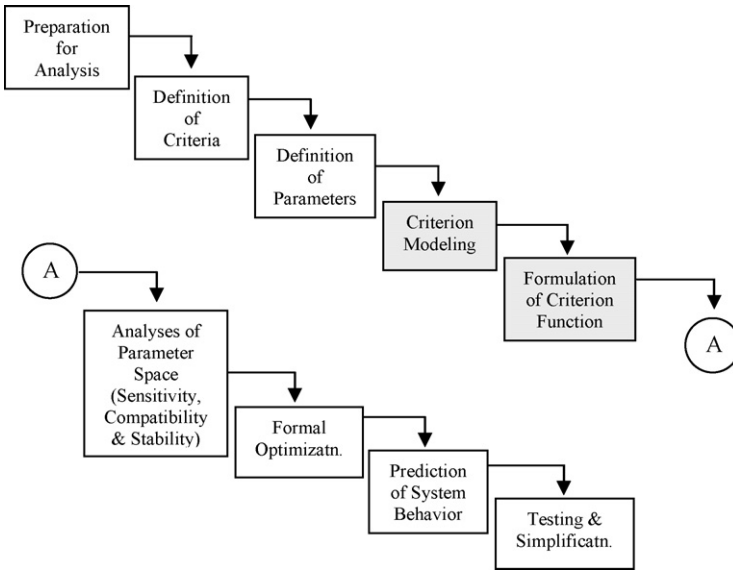 Preparation
for
Analysis
Definition
of
Criteria
Definition
of
Parameters
Criterion
Modeling
Formulation
of Criterion
Function
A
A
Analyses of
Parameter
Space
(Sensitivity,
Compatibility
& Stability)
Formal
Optimizatn.
Prediction
of System
Behavior
Testing &
Simplificatn.